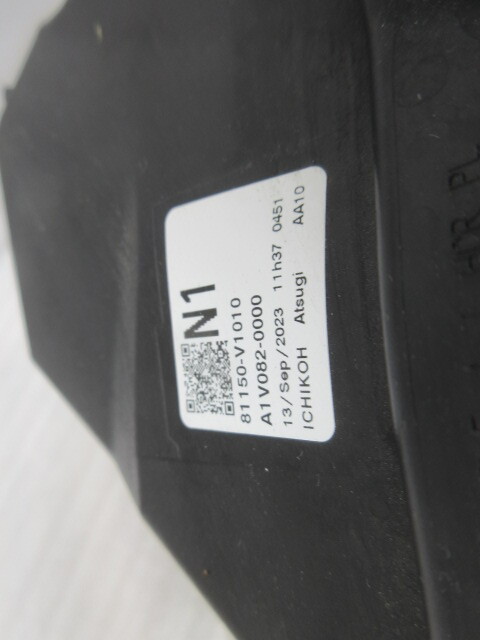 N1
81150-V1010
A1V082-0000
13/Sep/2023 11h37 0451
ICHIKOH Atsugi AA10